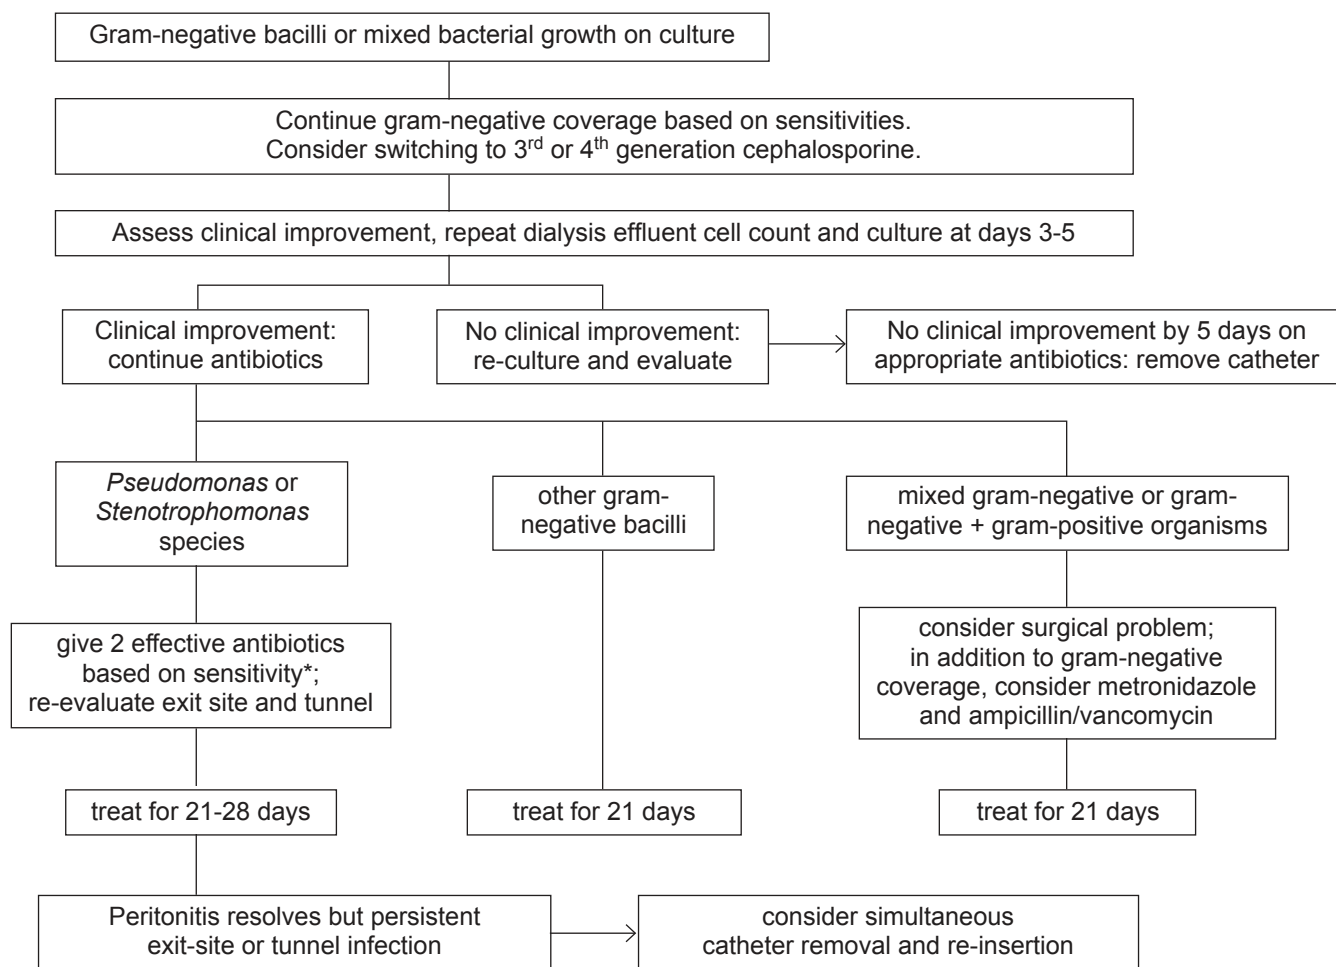 Gram-negative bacilli or mixed bacterial growth on culture
Continue gram-negative coverage based on sensitivities.
Consider switching to 3rd or 4th generation cephalosporine.
Assess clinical improvement, repeat dialysis effluent cell count and culture at days 3-5
Clinical improvement:
continue antibiotics
No clinical improvement:
re-culture and evaluate
No clinical improvement by 5 days on
appropriate antibiotics: remove catheter
Pseudomonas or
Stenotrophomonas
species
other gram-
negative bacilli
mixed gram-negative or gram-
negative + gram-positive organisms
give 2 effective antibiotics
based on sensitivity*;
re-evaluate exit site and tunnel
consider surgical problem;
in addition to gram-negative
coverage, consider metronidazole
and ampicillin/vancomycin
treat for 21-28 days
treat for 21 days
treat for 21 days
Peritonitis resolves but persistent
exit-site or tunnel infection
consider simultaneous
catheter removal and re-insertion